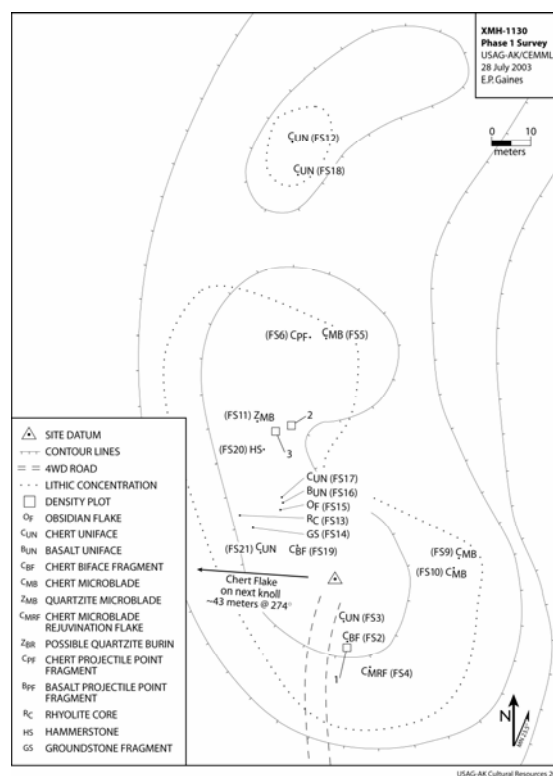 XMH-1130
Phase 1 Survey
USAG-AK/CEMML
28 July 2003
E.P. Gaines
0 10
meters
CUN (FS12)
CUN (FS18)
(FS6) CPF
CMB (FS5)
(FS11) ZMB
2
3
(FS20) HS
CUN (FS17)
BUN (FS16)
OF (FS15)
RC (FS13)
GS (FS14)
(FS21) CUN
CBF (FS19)
(FS9) CMB
(FS10) CMB
Chert Flake
on next knoll
~43 meters @ 274°
CUN (FS3)
CBF (FS2)
1
CMRF (FS4)
SITE DATUM
CONTOUR LINES
4WD ROAD
LITHIC CONCENTRATION
DENSITY PLOT
OF OBSIDIAN FLAKE
CUN CHERT UNIFACE
BUN BASALT UNIFACE
CBF CHERT BIFACE FRAGMENT
CMB CHERT MICROBLADE
ZMB QUARTZITE MICROBLADE
CMRF CHERT MICROBLADE
REJUVINATION FLAKE
ZBR POSSIBLE QUARTZITE BURIN
CPF CHERT PROJECTILE POINT
FRAGMENT
BPF BASALT PROJECTILE POINT
FRAGMENT
RC RHYOLITE CORE
HS HAMMERSTONE
GS GROUNDSTONE FRAGMENT
N
USAG-AK Cultural Resources 2